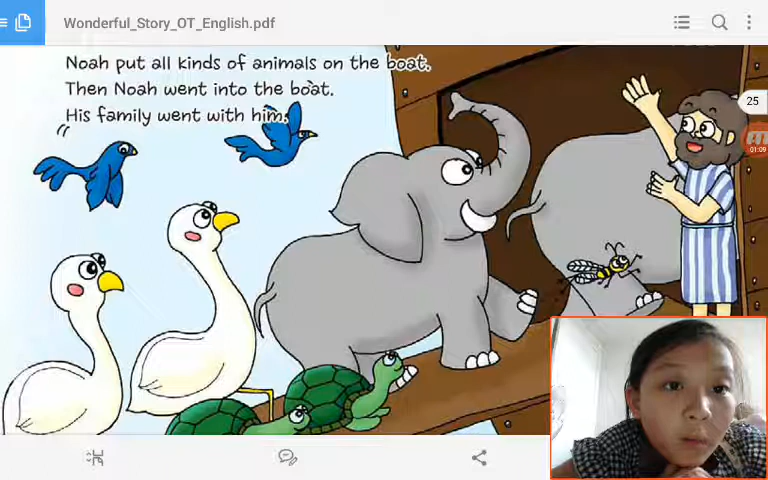 Wonderful_Story_OT_English.pdf
Noah put all kinds of animals on the boat.
Then Noah went into the boat.
His family went with him.
25
01:09